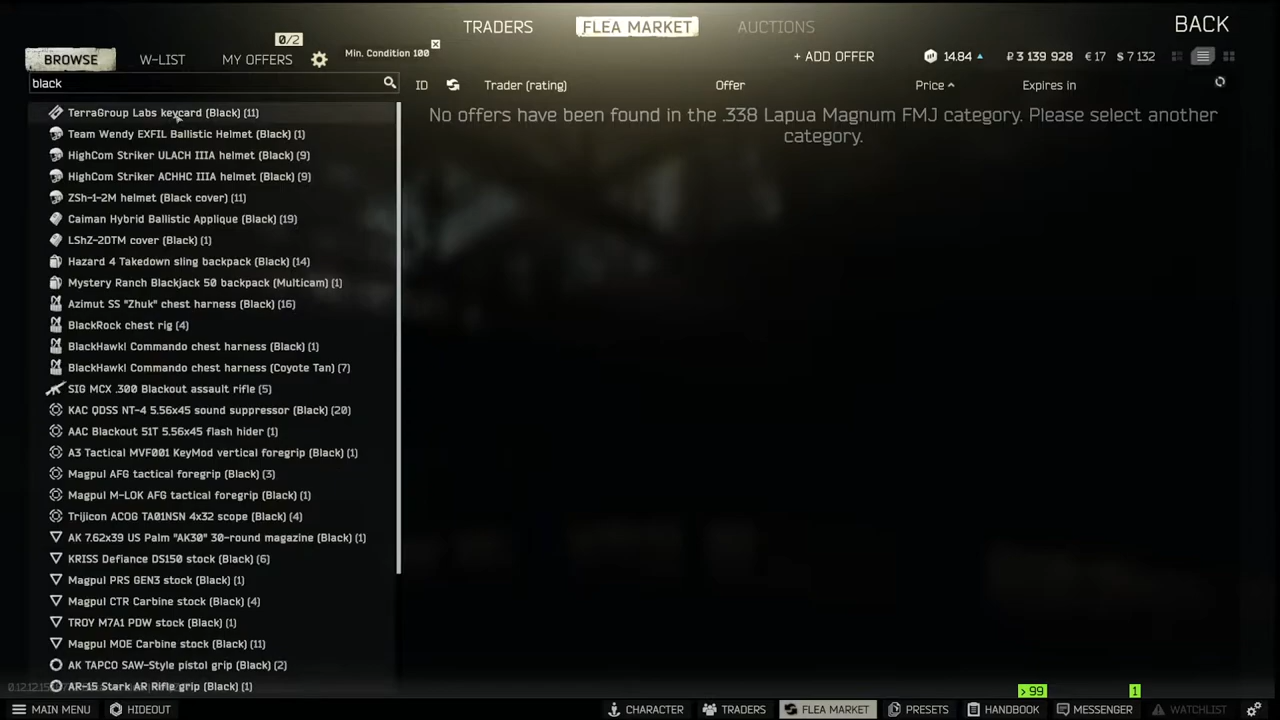 TRADERS FLEA MARKET AUCTIONS BACK
0/2
BROWSE W-LIST MY OFFERS Min. Condition 100 + ADD OFFER 14.84 ₽ 3 139 928 € 17 $ 7 132
black ID Trader (rating) Offer Price Expires in
TerraGroup Labs keycard (Black) (11)
No offers have been found in the .338 Lapua Magnum FMJ category. Please select another
category.
Team Wendy EXFIL Ballistic Helmet (Black) (1)
HighCom Striker ULACH IIIA helmet (Black) (9)
HighCom Striker ACHHC IIIA helmet (Black) (9)
ZSh-1-2M helmet (Black cover) (11)
Caiman Hybrid Ballistic Applique (Black) (19)
LShZ-2DTM cover (Black) (1)
Hazard 4 Takedown sling backpack (Black) (14)
Mystery Ranch Blackjack 50 backpack (Multicam) (1)
Azimut SS "Zhuk" chest harness (Black) (16)
BlackRock chest rig (4)
BlackHawk! Commando chest harness (Black) (1)
BlackHawk! Commando chest harness (Coyote Tan) (7)
SIG MCX .300 Blackout assault rifle (5)
KAC QDSS NT-4 5.56x45 sound suppressor (Black) (20)
AAC Blackout 51T 5.56x45 flash hider (1)
A3 Tactical MVF001 KeyMod vertical foregrip (Black) (1)
Magpul AFG tactical foregrip (Black) (3)
Magpul M-LOK AFG tactical foregrip (Black) (1)
Trijicon ACOG TA01NSN 4x32 scope (Black) (4)
AK 7.62x39 US Palm "AK30" 30-round magazine (Black) (1)
KRISS Defiance DS150 stock (Black) (6)
Magpul PRS GEN3 stock (Black) (1)
Magpul CTR Carbine stock (Black) (4)
TROY M7A1 PDW stock (Black) (1)
Magpul MOE Carbine stock (Black) (11)
AK TAPCO SAW-Style pistol grip (Black) (2)
AR-15 Stark AR Rifle grip (Black) (1)
> 99 1
MAIN MENU HIDEOUT CHARACTER TRADERS FLEA MARKET PRESETS HANDBOOK MESSENGER WATCHLIST